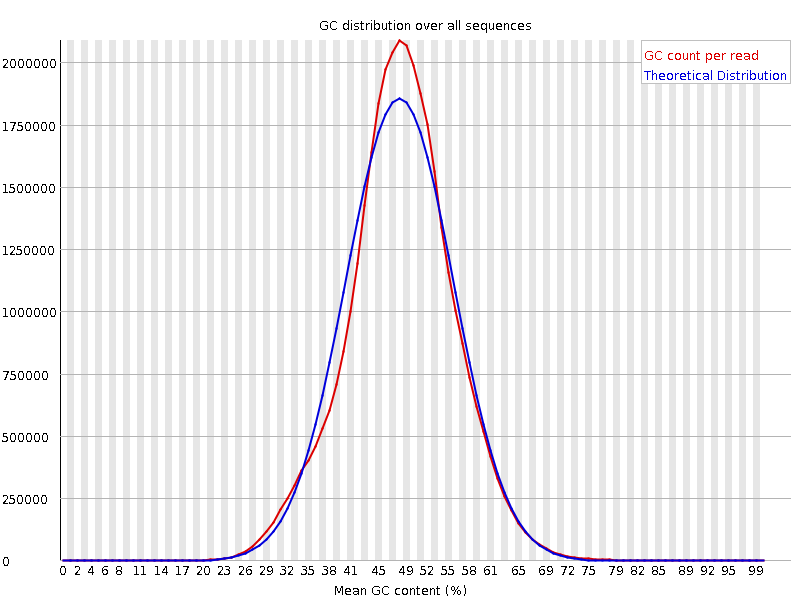 GC distribution over all sequences
GC count per read
Theoretical Distribution
2000000
1750000
1500000
1250000
1000000
750000
500000
250000
0
0 2 4 6 8 11 14 17 20 23 26 29 32 35 38 41 45 49 52 55 58 61 65 69 72 75 79 82 85 89 92 95 99
Mean GC content (%)